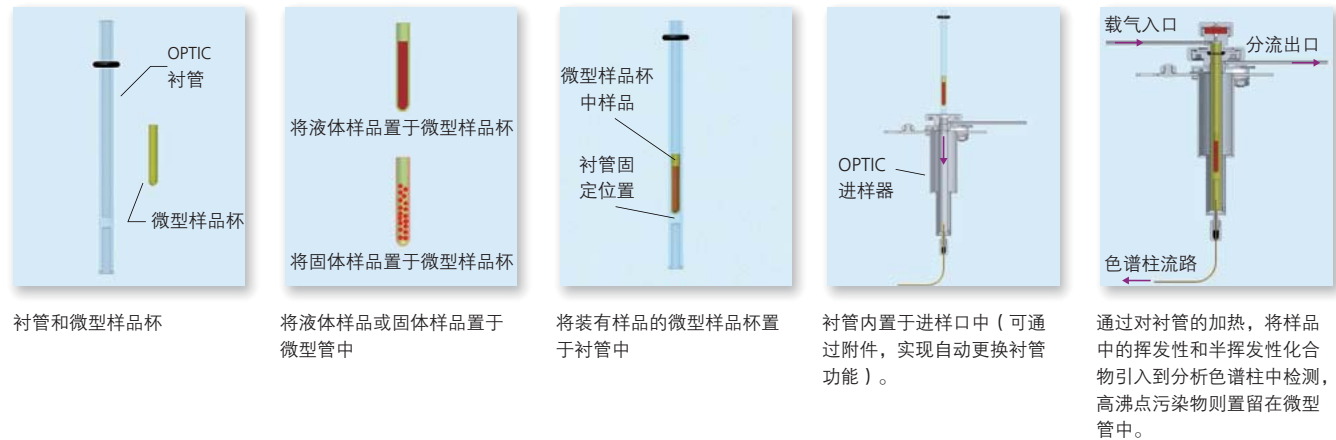 OPTIC
衬管
微型样品杯
将液体样品置于微型样品杯
将固体样品置于微型样品杯
微型样品杯
中样品
衬管固
定位置
OPTIC
进样器
载气入口
分流出口
色谱柱流路
衬管和微型样品杯
将液体样品或固体样品置于
微型管中
将装有样品的微型样品杯置
于衬管中
衬管内置于进样口中（可通
过附件，实现自动更换衬管
功能）。
通过对衬管的加热，将样品
中的挥发性和半挥发性化合
物引入到分析色谱柱中检测，
高沸点污染物则置留在微型
管中。